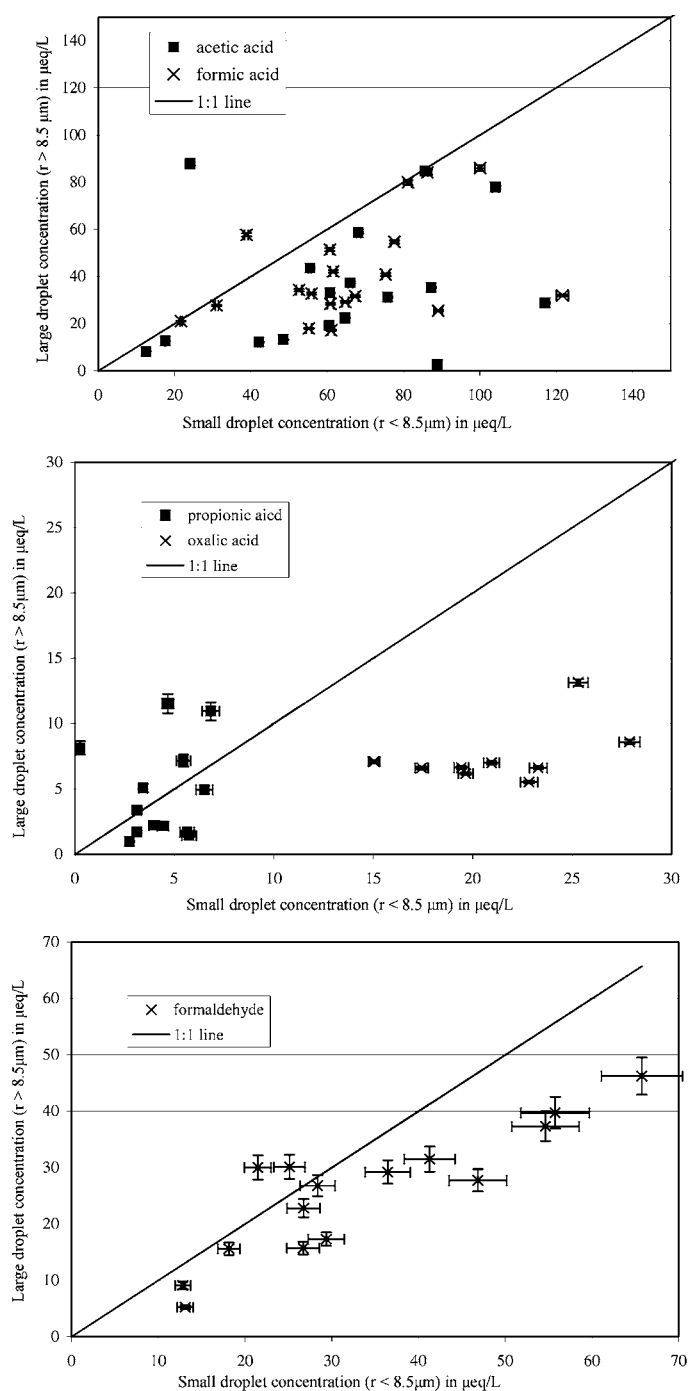 Large droplet concentration (r > 8.5 μm) in μeq/L
140
120
100
80
60
40
20
0
acetic acid
formic acid
1:1 line
0 20 40 60 80 100 120 140
Small droplet concentration (r < 8.5μm) in μeq/L
Large droplet concentration (r > 8.5μm) in μeq/L
30
25
20
15
10
5
0
propionic aicd
oxalic acid
1:1 line
0 5 10 15 20 25 30
Small droplet concentration (r < 8.5 μm) in μeq/L
Large droplet concentration (r > 8.5μm) in μeq/L
70
60
50
40
30
20
10
0
formaldehyde
1:1 line
0 10 20 30 40 50 60 70
Small droplet concentration (r < 8.5μm) in μeq/L